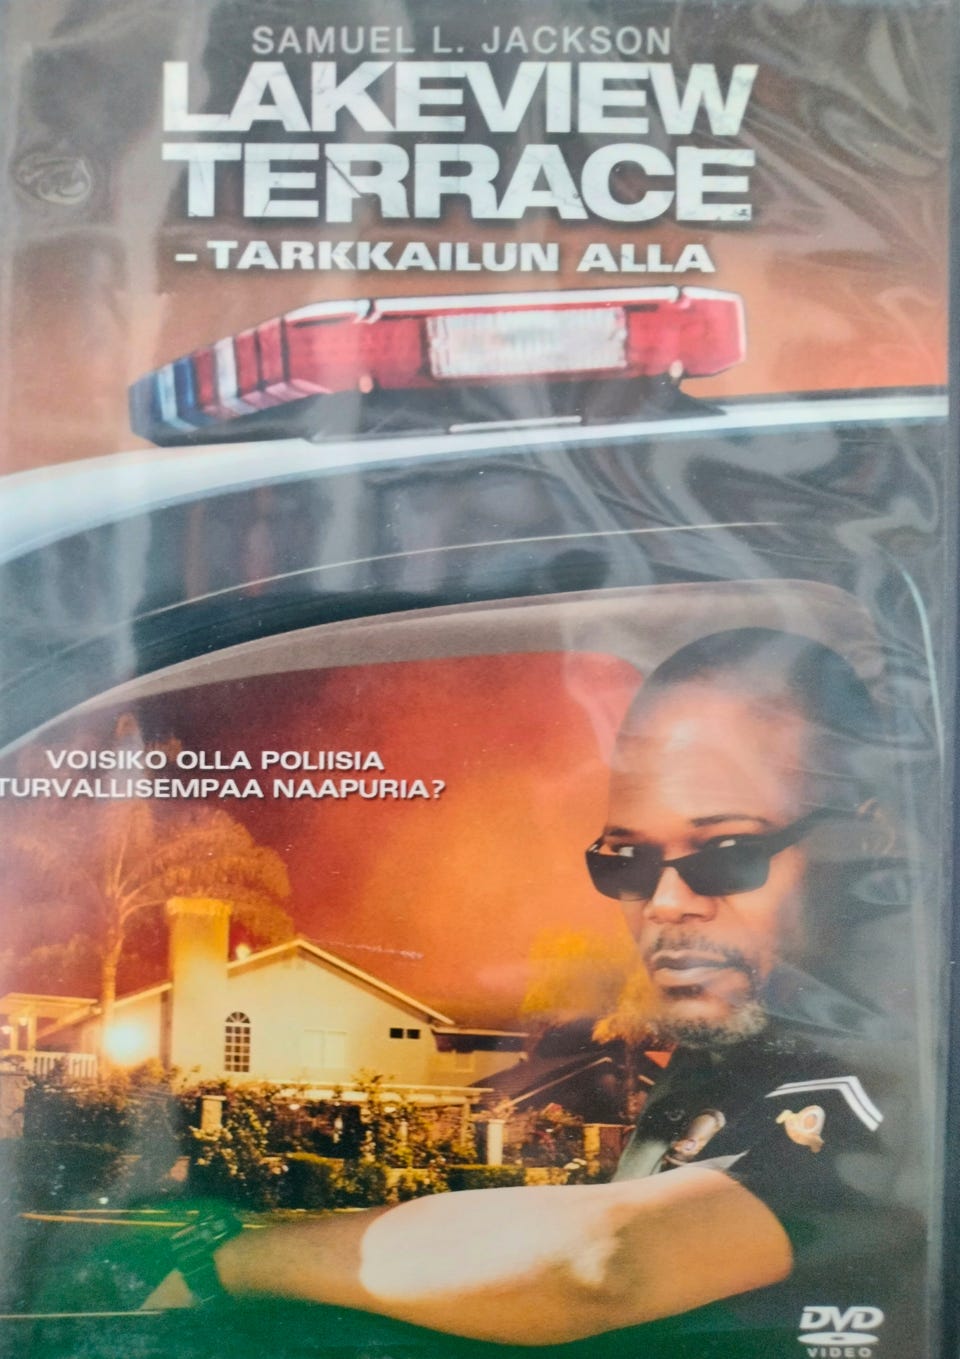 SAMUEL L. JACKSON
LAKEVIEW
TERRACE
- TARKKAILUN ALLA
VOISIKO OLLA POLIISIA
TURVALLISEMPAA NAAPURIA?
DVD
VIDEO